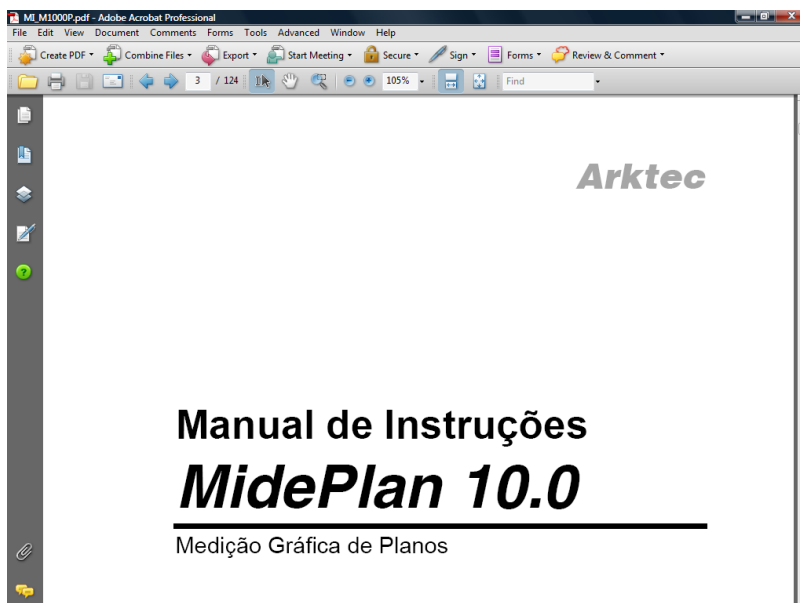 MI_M1000P.pdf - Adobe Acrobat Professional
File Edit View Document Comments Forms Tools Advanced Window Help
Create PDF Combine Files Export Start Meeting Secure Sign Forms Review & Comment
3 / 124 105% Find
Arktec
Manual de Instruções
MidePlan 10.0
Medição Gráfica de Planos